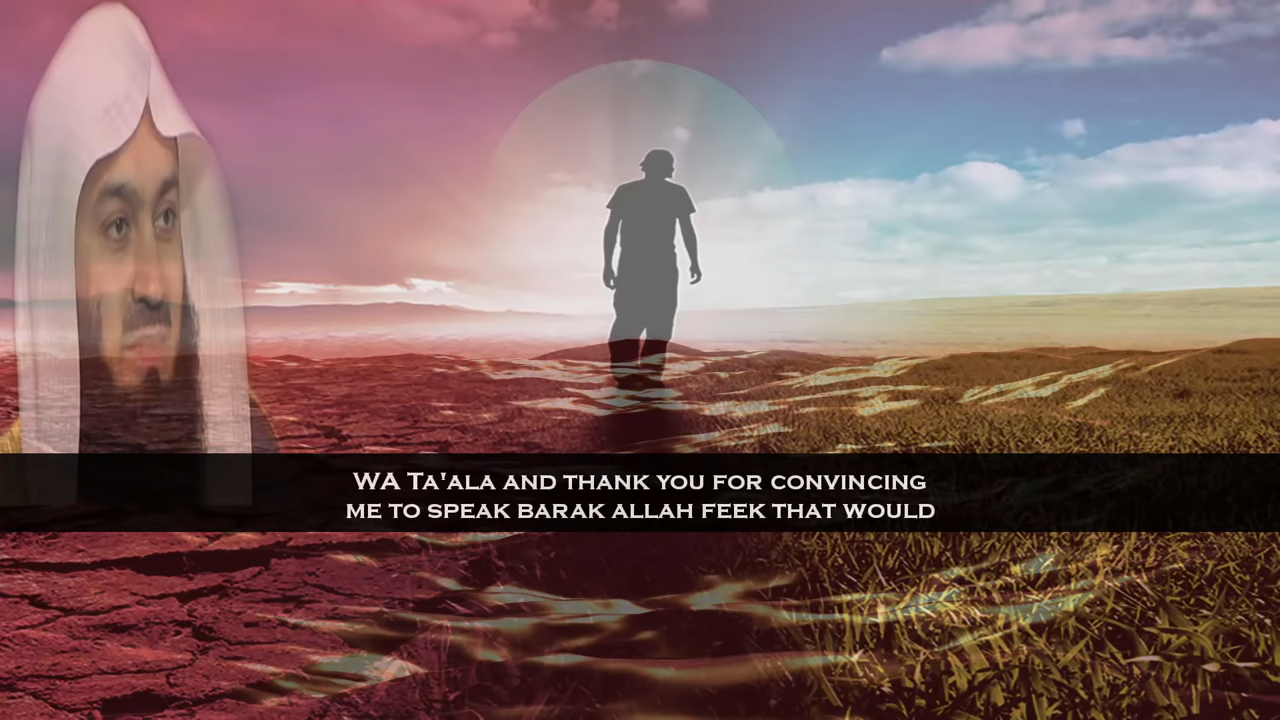 WA Ta'ala and thank you for convincing
me to speak barak allah feek that would